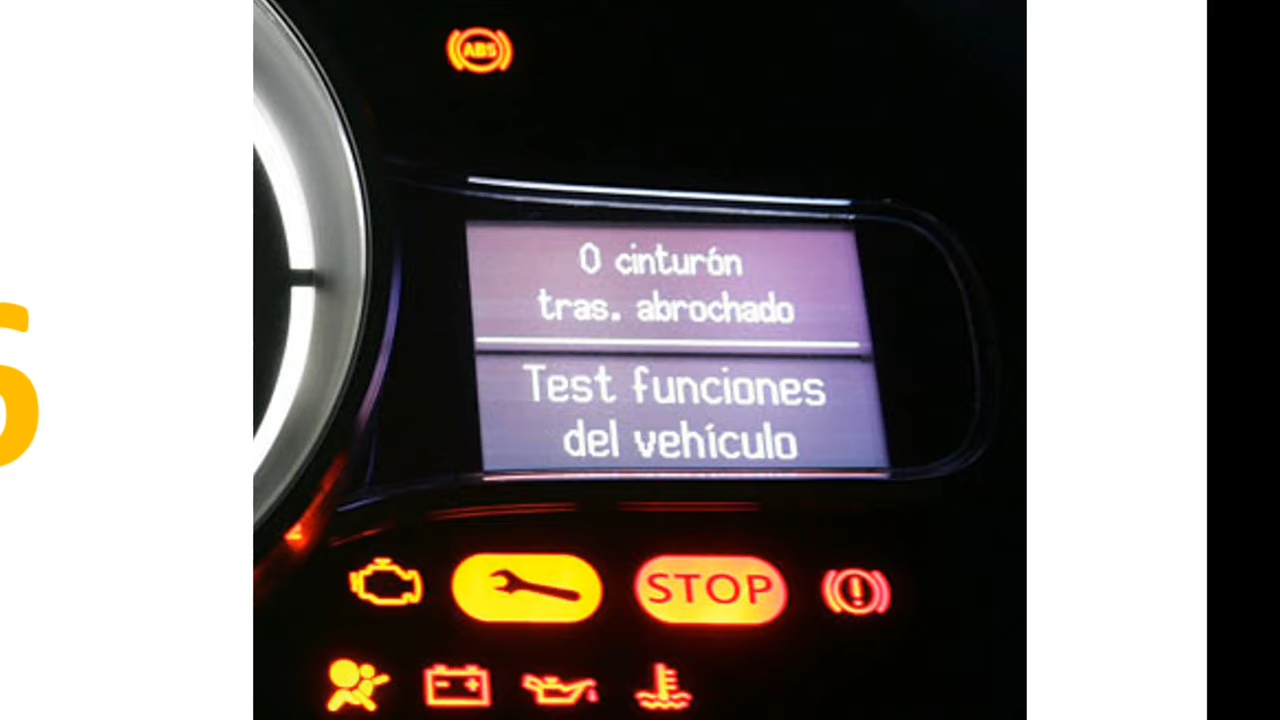 ABS
0 cinturón
tras. abrochado
Test funciones
del vehículo
STOP